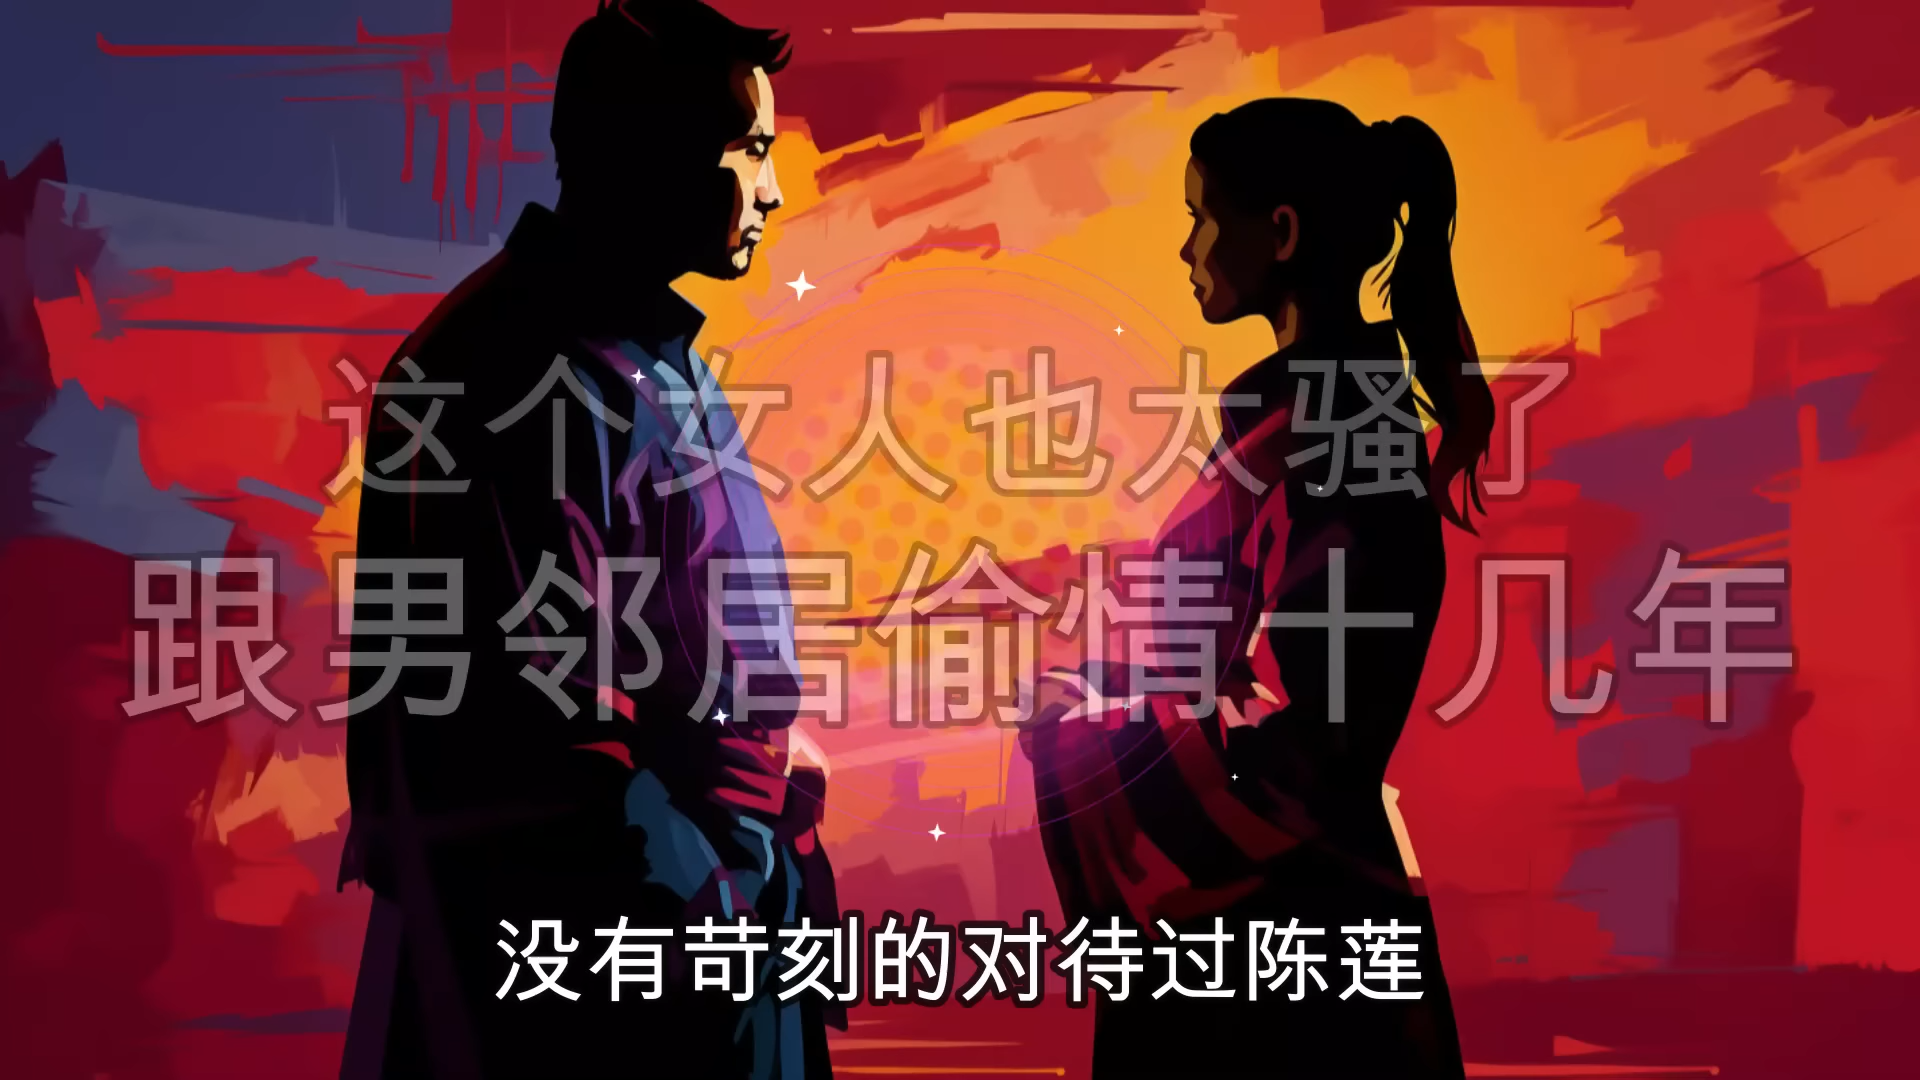 这个女人也太骚了
跟男邻居偷情十几年
没有苛刻的对待过陈莲